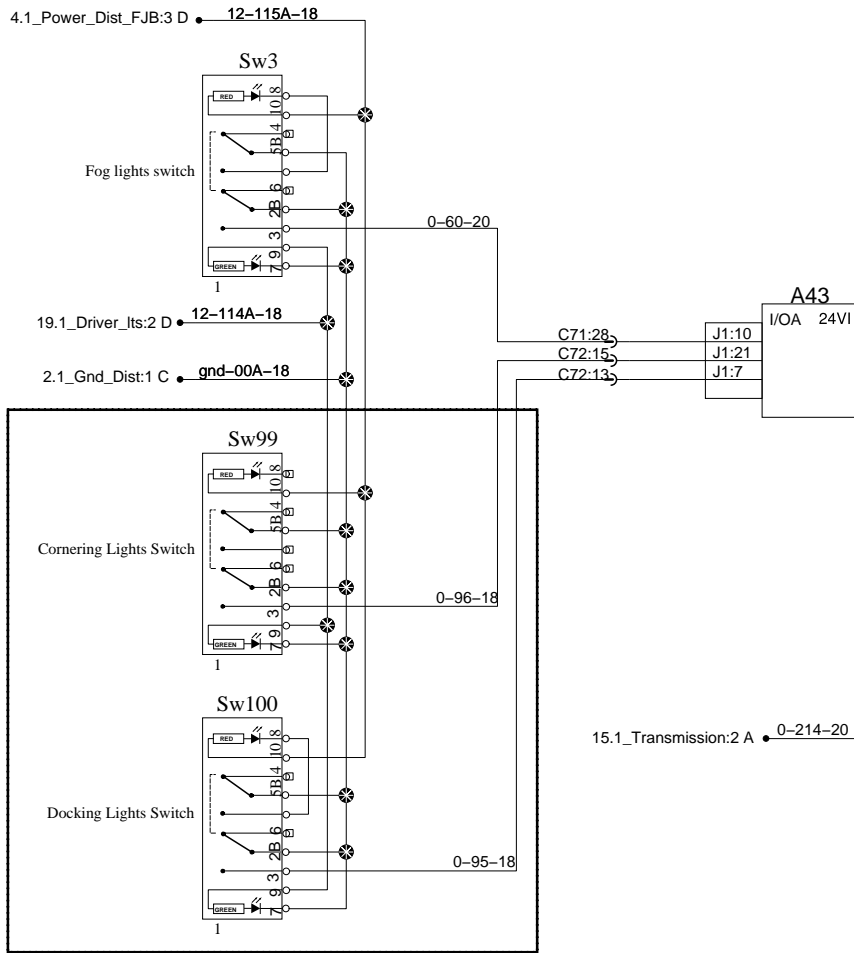 4.1_Power_Dist_FJB:3 D 12-115A-18
Sw3
RED
8
10
4
5B
Fog lights switch
6
2B
3
0-60-20
9
GREEN
7
1
A43
I/OA 24VI
19.1_Driver_lts:2 D 12-114A-18
C71:28 J1:10
C72:15 J1:21
C72:13 J1:7
2.1_Gnd_Dist:1 C gnd-00A-18
Sw99
RED
8
10
4
5B
Cornering Lights Switch
6
2B
0-96-18
3
9
GREEN
7
1
Sw100
RED
8
10
15.1_Transmission:2 A 0-214-20
4
5B
Docking Lights Switch
6
2B
0-95-18
3
9
GREEN
7
1